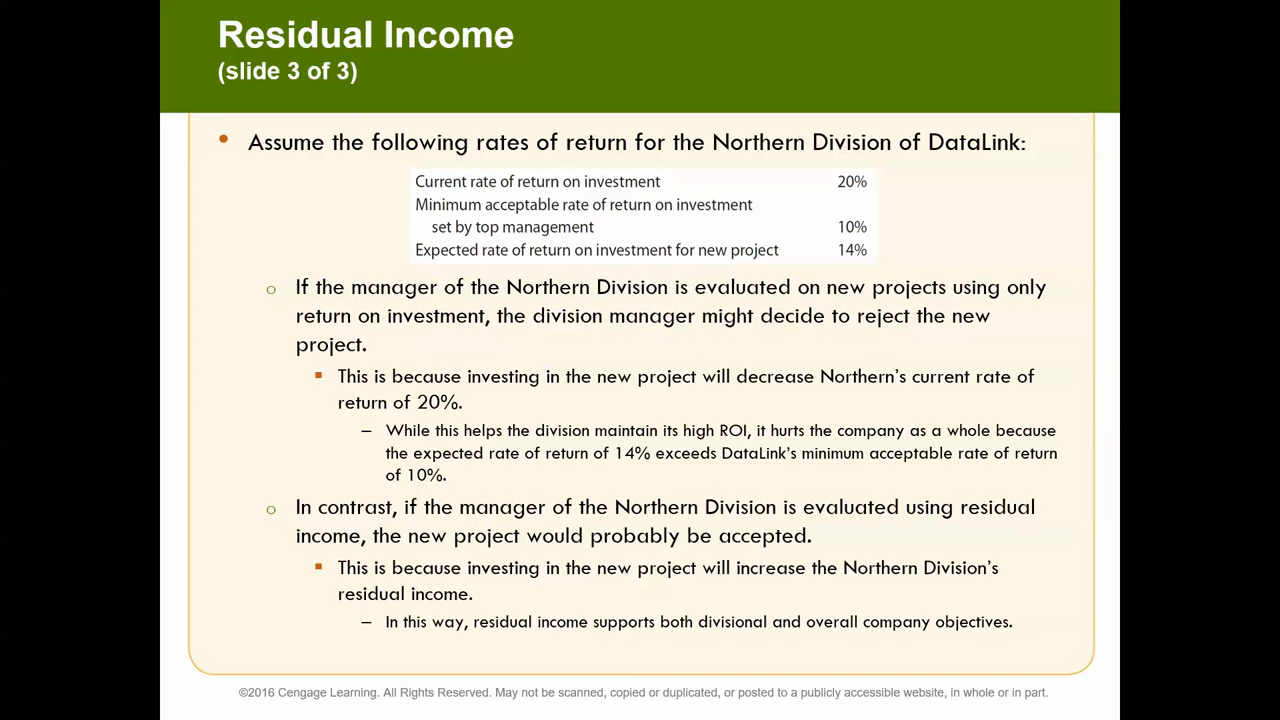 Residual Income
(slide 3 of 3)
• Assume the following rates of return for the Northern Division of DataLink:
Current rate of return on investment 20%
Minimum acceptable rate of return on investment
set by top management 10%
Expected rate of return on investment for new project 14%
o If the manager of the Northern Division is evaluated on new projects using only
return on investment, the division manager might decide to reject the new
project.
▪ This is because investing in the new project will decrease Northern's current rate of
return of 20%.
– While this helps the division maintain its high ROI, it hurts the company as a whole because
the expected rate of return of 14% exceeds DataLink's minimum acceptable rate of return
of 10%.
o In contrast, if the manager of the Northern Division is evaluated using residual
income, the new project would probably be accepted.
▪ This is because investing in the new project will increase the Northern Division's
residual income.
– In this way, residual income supports both divisional and overall company objectives.
©2016 Cengage Learning. All Rights Reserved. May not be scanned, copied or duplicated, or posted to a publicly accessible website, in whole or in part.